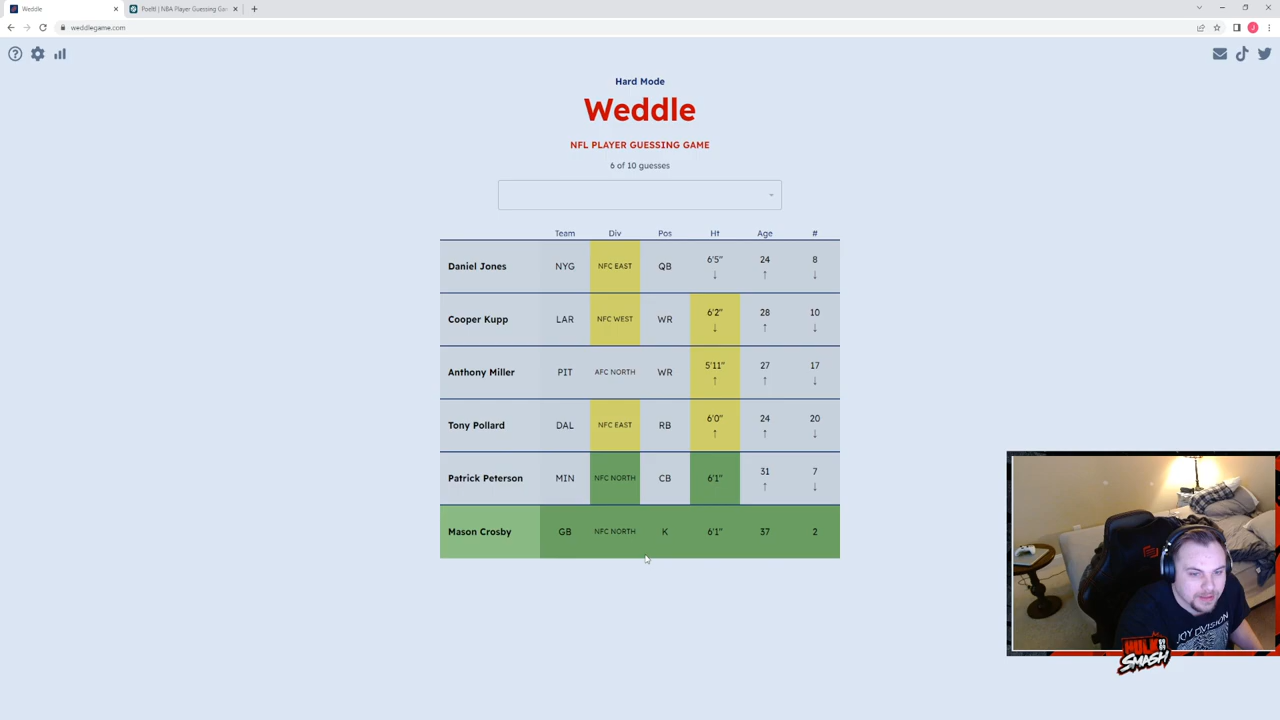 Weddle
Poeltl | NBA Player Guessing Ga
weddlegame.com
J
Hard Mode
Weddle
NFL PLAYER GUESSING GAME
6 of 10 guesses
Team Div Pos Ht Age #
Daniel Jones NYG NFC EAST QB 6'5" ↓ 24 ↑ 8 ↓
Cooper Kupp LAR NFC WEST WR 6'2" ↓ 28 ↑ 10 ↓
Anthony Miller PIT AFC NORTH WR 5'11" ↑ 27 ↑ 17 ↓
Tony Pollard DAL NFC EAST RB 6'0" ↑ 24 ↑ 20 ↓
Patrick Peterson MIN NFC NORTH CB 6'1" 31 ↑ 7 ↓
Mason Crosby GB NFC NORTH K 6'1" 37 2
JOY DIVISION
HULK
SMASH